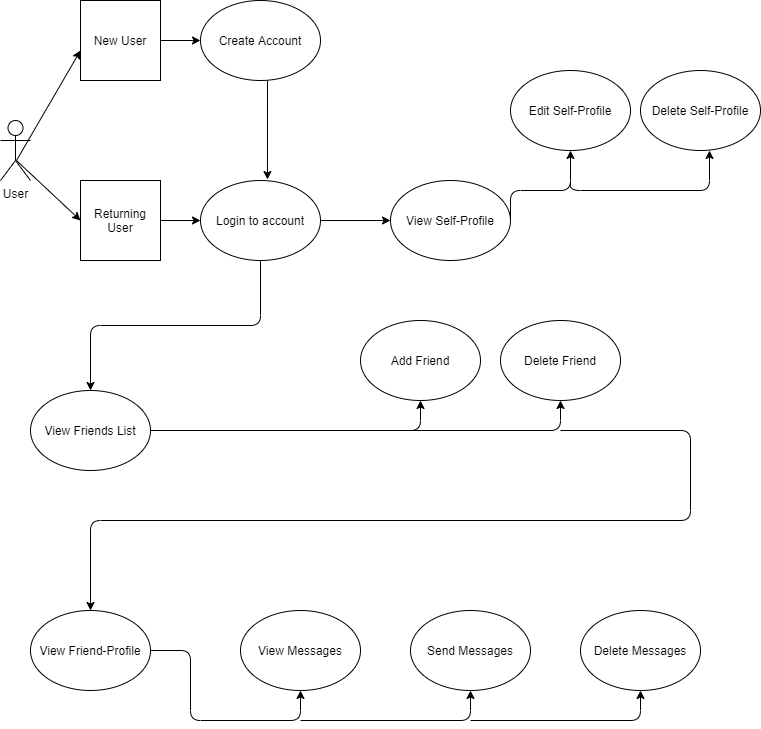 New User
Create Account
Edit Self-Profile
Delete Self-Profile
User
Returning
User
Login to account
View Self-Profile
Add Friend
Delete Friend
View Friends List
View Friend-Profile
View Messages
Send Messages
Delete Messages